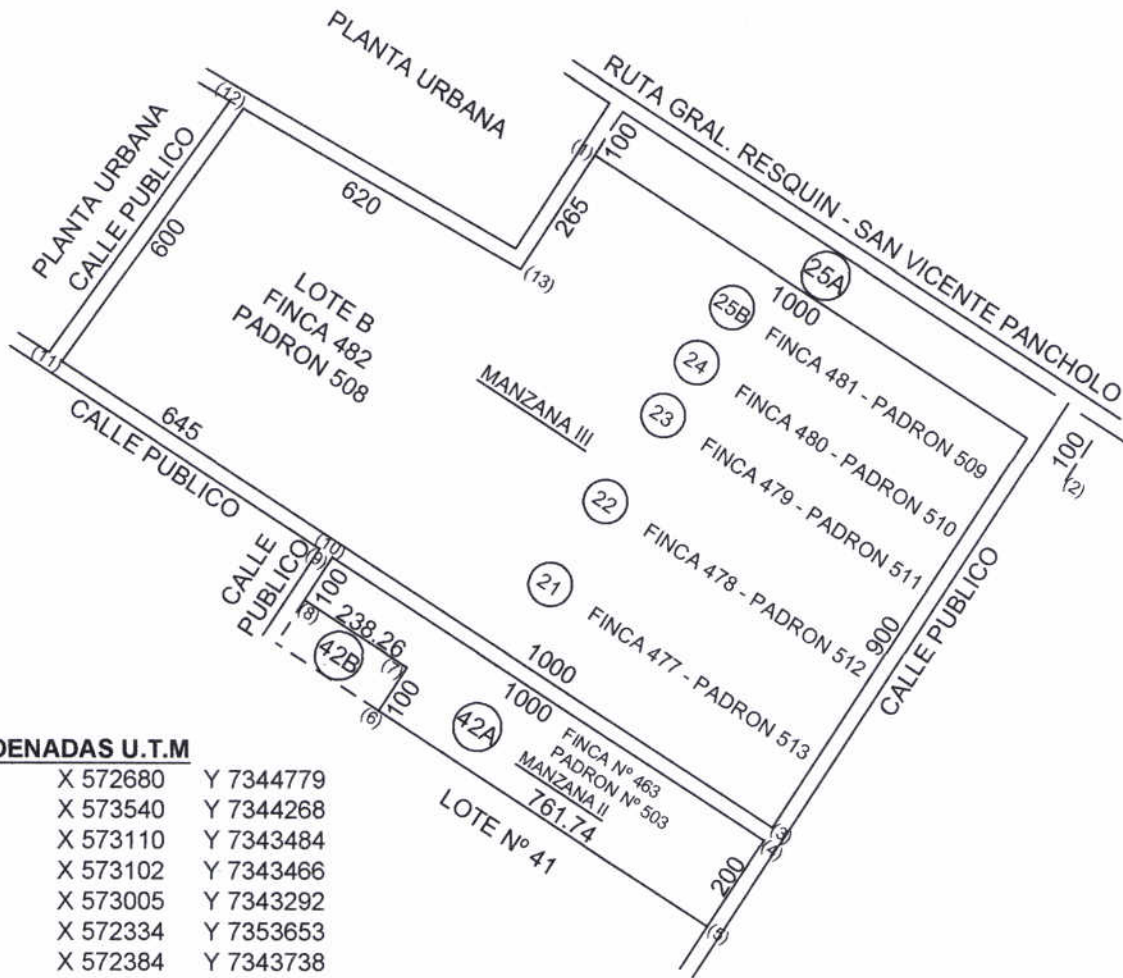 PLANTA URBANA
RUTA GRAL. RESQUIN - SAN VICENTE PANCHOLO
(12)
PLANTA URBANA
CALLE PUBLICO
(1)
100
620
600
265
(13)
25A
1000
LOTE B
FINCA 482
PADRON 508
25B
FINCA 481 - PADRON 509
24
FINCA 480 - PADRON 510
23
FINCA 479 - PADRON 511
22
FINCA 478 - PADRON 512
21
FINCA 477 - PADRON 513
MANZANA III
100
(2)
(11)
645
CALLE PUBLICO
900
CALLE PUBLICO
CALLE
PUBLICO
(9)
(10)
100
(8)
238.26
42B
(7)
100
(6)
1000
1000
42A
FINCA Nº 463
PADRON Nº 503
MANZANA II
761.74
LOTE Nº 41
(3)
(4)
200
(5)
DENADAS U.T.M
X 572680 Y 7344779
X 573540 Y 7344268
X 573110 Y 7343484
X 573102 Y 7343466
X 573005 Y 7343292
X 572334 Y 7353653
X 572384 Y 7343738